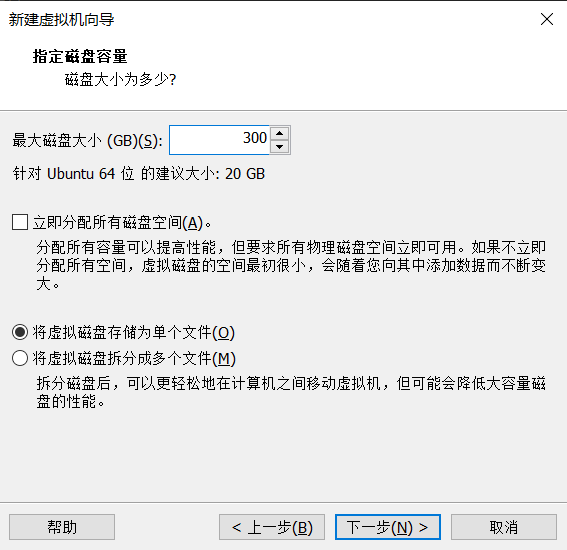 新建虚拟机向导
指定磁盘容量
磁盘大小为多少?
最大磁盘大小 (GB)(S): 300
针对 Ubuntu 64 位 的建议大小: 20 GB
立即分配所有磁盘空间(A)。
分配所有容量可以提高性能，但要求所有物理磁盘空间立即可用。如果不立即
分配所有空间，虚拟磁盘的空间最初很小，会随着您向其中添加数据而不断变
大。
将虚拟磁盘存储为单个文件(O)
将虚拟磁盘拆分成多个文件(M)
拆分磁盘后，可以更轻松地在计算机之间移动虚拟机，但可能会降低大容量磁
盘的性能。
帮助 < 上一步(B) 下一步(N) > 取消